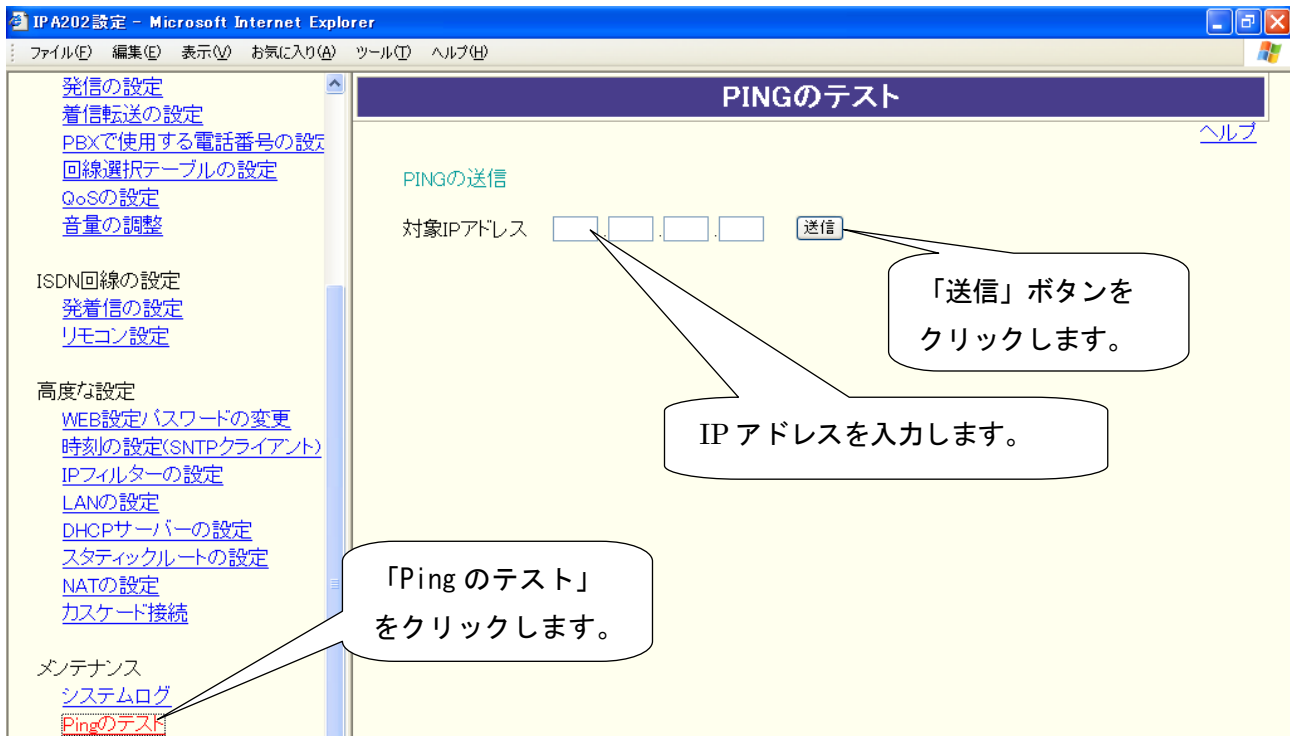 IPA202設定 - Microsoft Internet Explorer
ファイル(F) 編集(E) 表示(V) お気に入り(A) ツール(T) ヘルプ(H)
発信の設定
着信転送の設定
PBXで使用する電話番号の設定
回線選択テーブルの設定
QoSの設定
音量の調整
ISDN回線の設定
発着信の設定
リモコン設定
高度な設定
WEB設定パスワードの変更
時刻の設定(SNTPクライアント)
IPフィルターの設定
LANの設定
DHCPサーバーの設定
スタティックルートの設定
NATの設定
カスケード接続
メンテナンス
システムログ
Pingのテスト
PINGのテスト
ヘルプ
PINGの送信
対象IPアドレス . . . 送信
「送信」ボタンを
クリックします。
IP アドレスを入力します。
「Ping のテスト」
をクリックします。